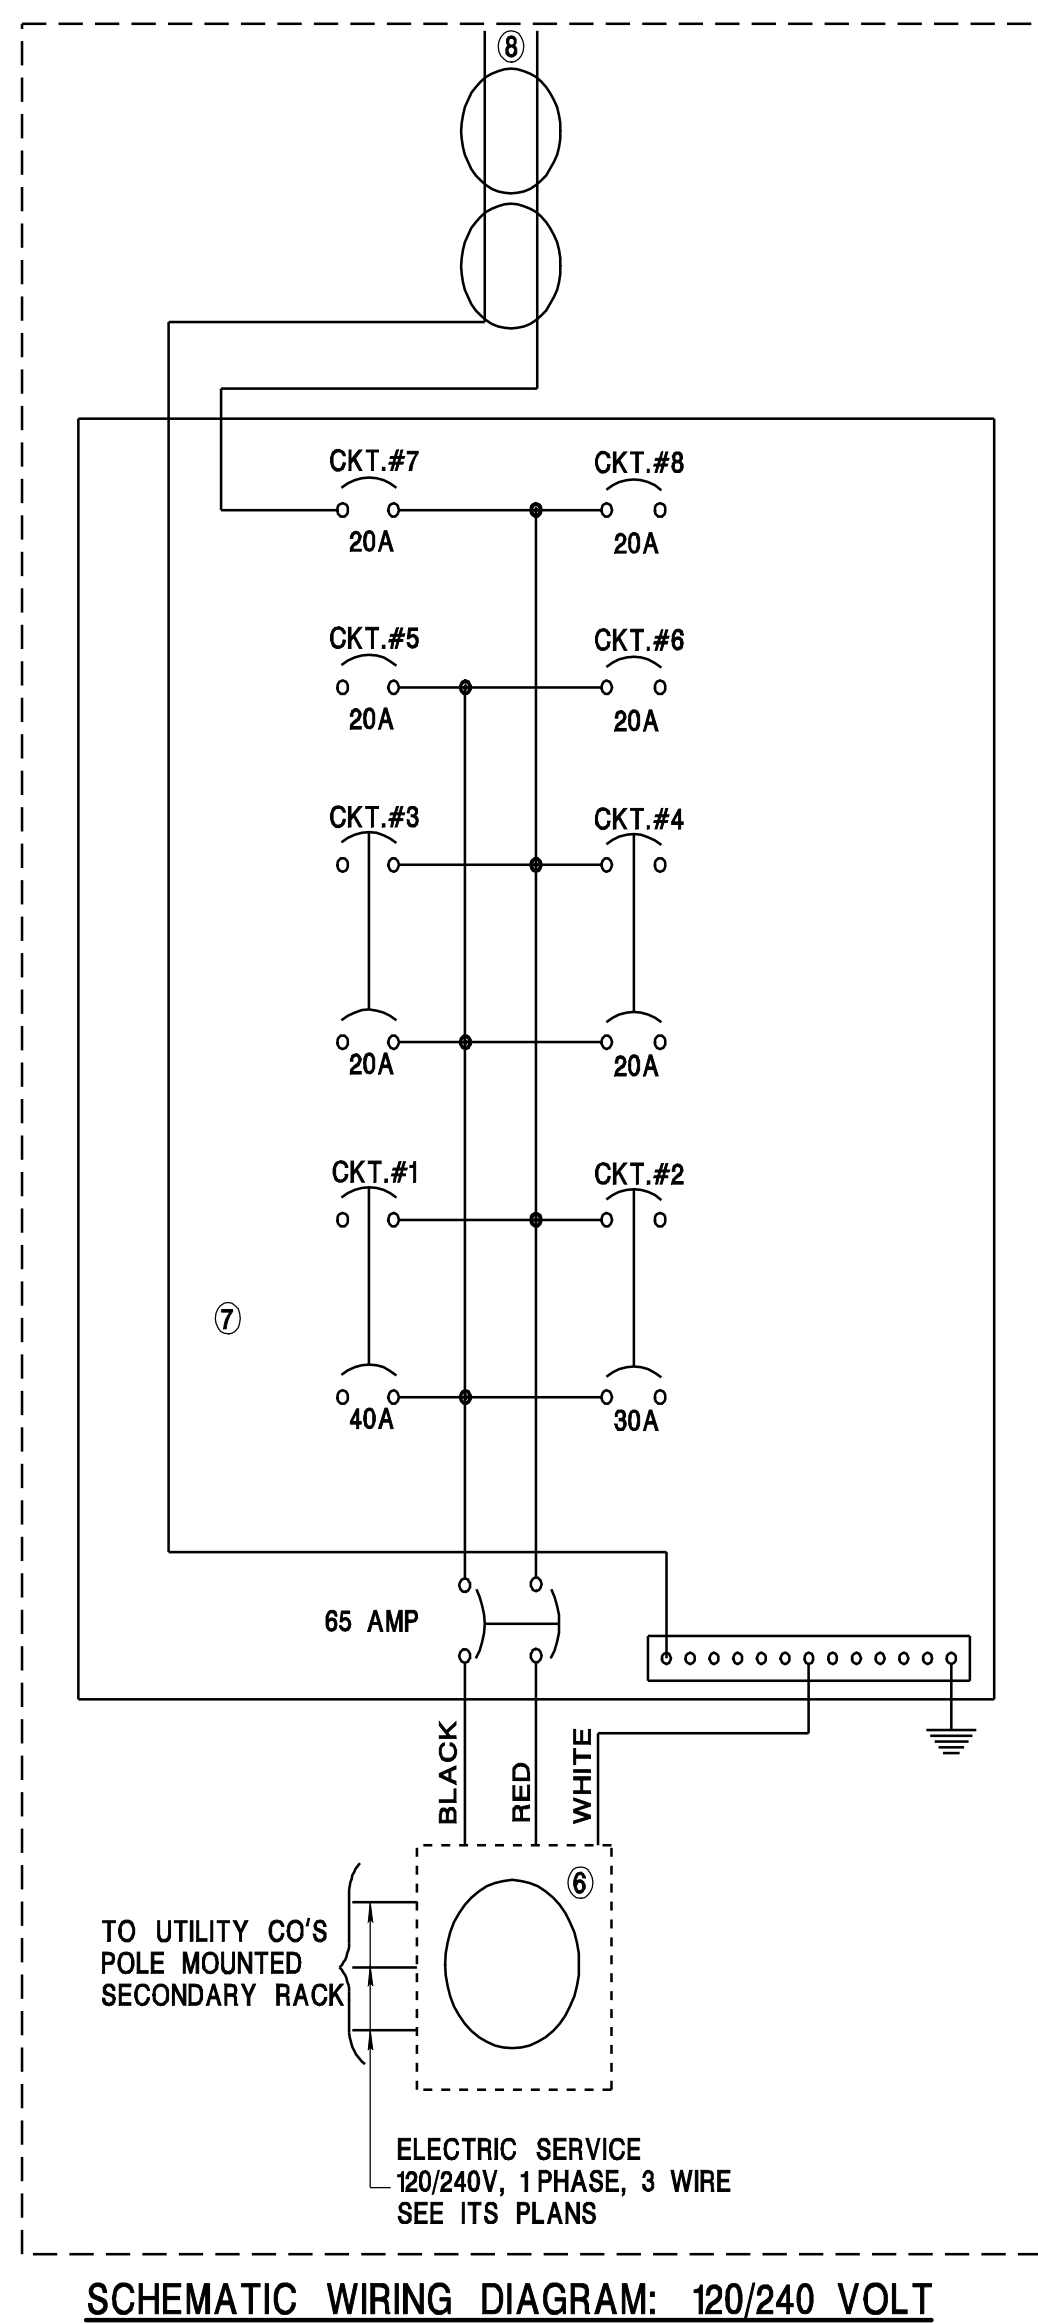 8
CKT.#7
CKT.#8
20A
20A
CKT.#5
CKT.#6
20A
20A
CKT.#3
CKT.#4
20A
20A
CKT.#1
CKT.#2
7
40A
30A
65 AMP
BLACK
RED
WHITE
6
TO UTILITY CO'S
POLE MOUNTED
SECONDARY RACK
ELECTRIC SERVICE
120/240V, 1 PHASE, 3 WIRE
SEE ITS PLANS
SCHEMATIC WIRING DIAGRAM: 120/240 VOLT